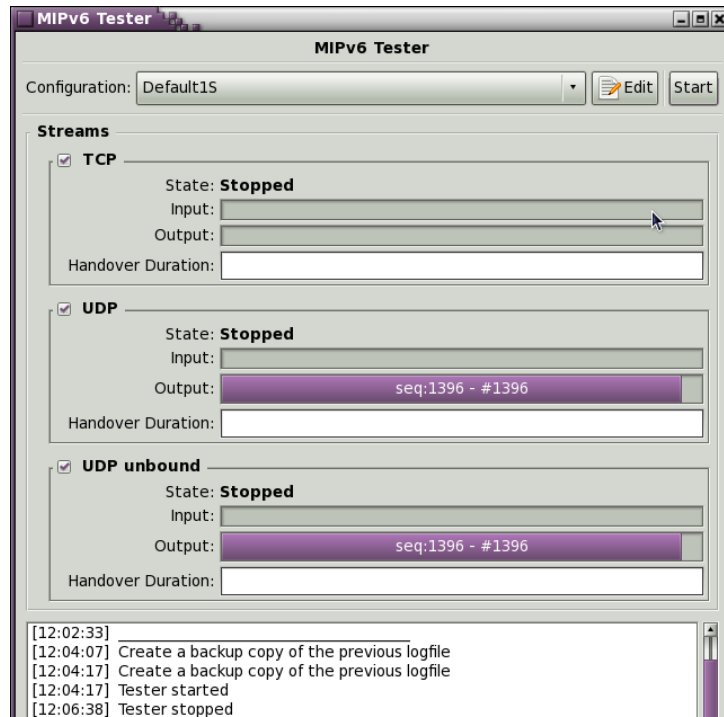 MIPv6 Tester
MIPv6 Tester
Configuration: Default1S Edit Start
Streams
TCP
State: Stopped
Input:
Output:
Handover Duration:
UDP
State: Stopped
Input:
Output: seq:1396 - #1396
Handover Duration:
UDP unbound
State: Stopped
Input:
Output: seq:1396 - #1396
Handover Duration:
[12:02:33] ________________________________
[12:04:07] Create a backup copy of the previous logfile
[12:04:17] Create a backup copy of the previous logfile
[12:04:17] Tester started
[12:06:38] Tester stopped